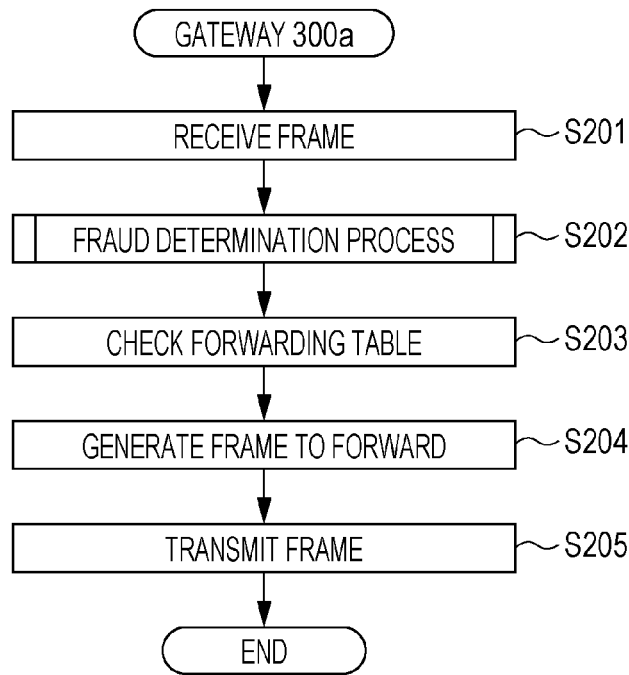 GATEWAY 300a
RECEIVE FRAME
S201
FRAUD DETERMINATION PROCESS
S202
CHECK FORWARDING TABLE
S203
GENERATE FRAME TO FORWARD
S204
TRANSMIT FRAME
S205
END